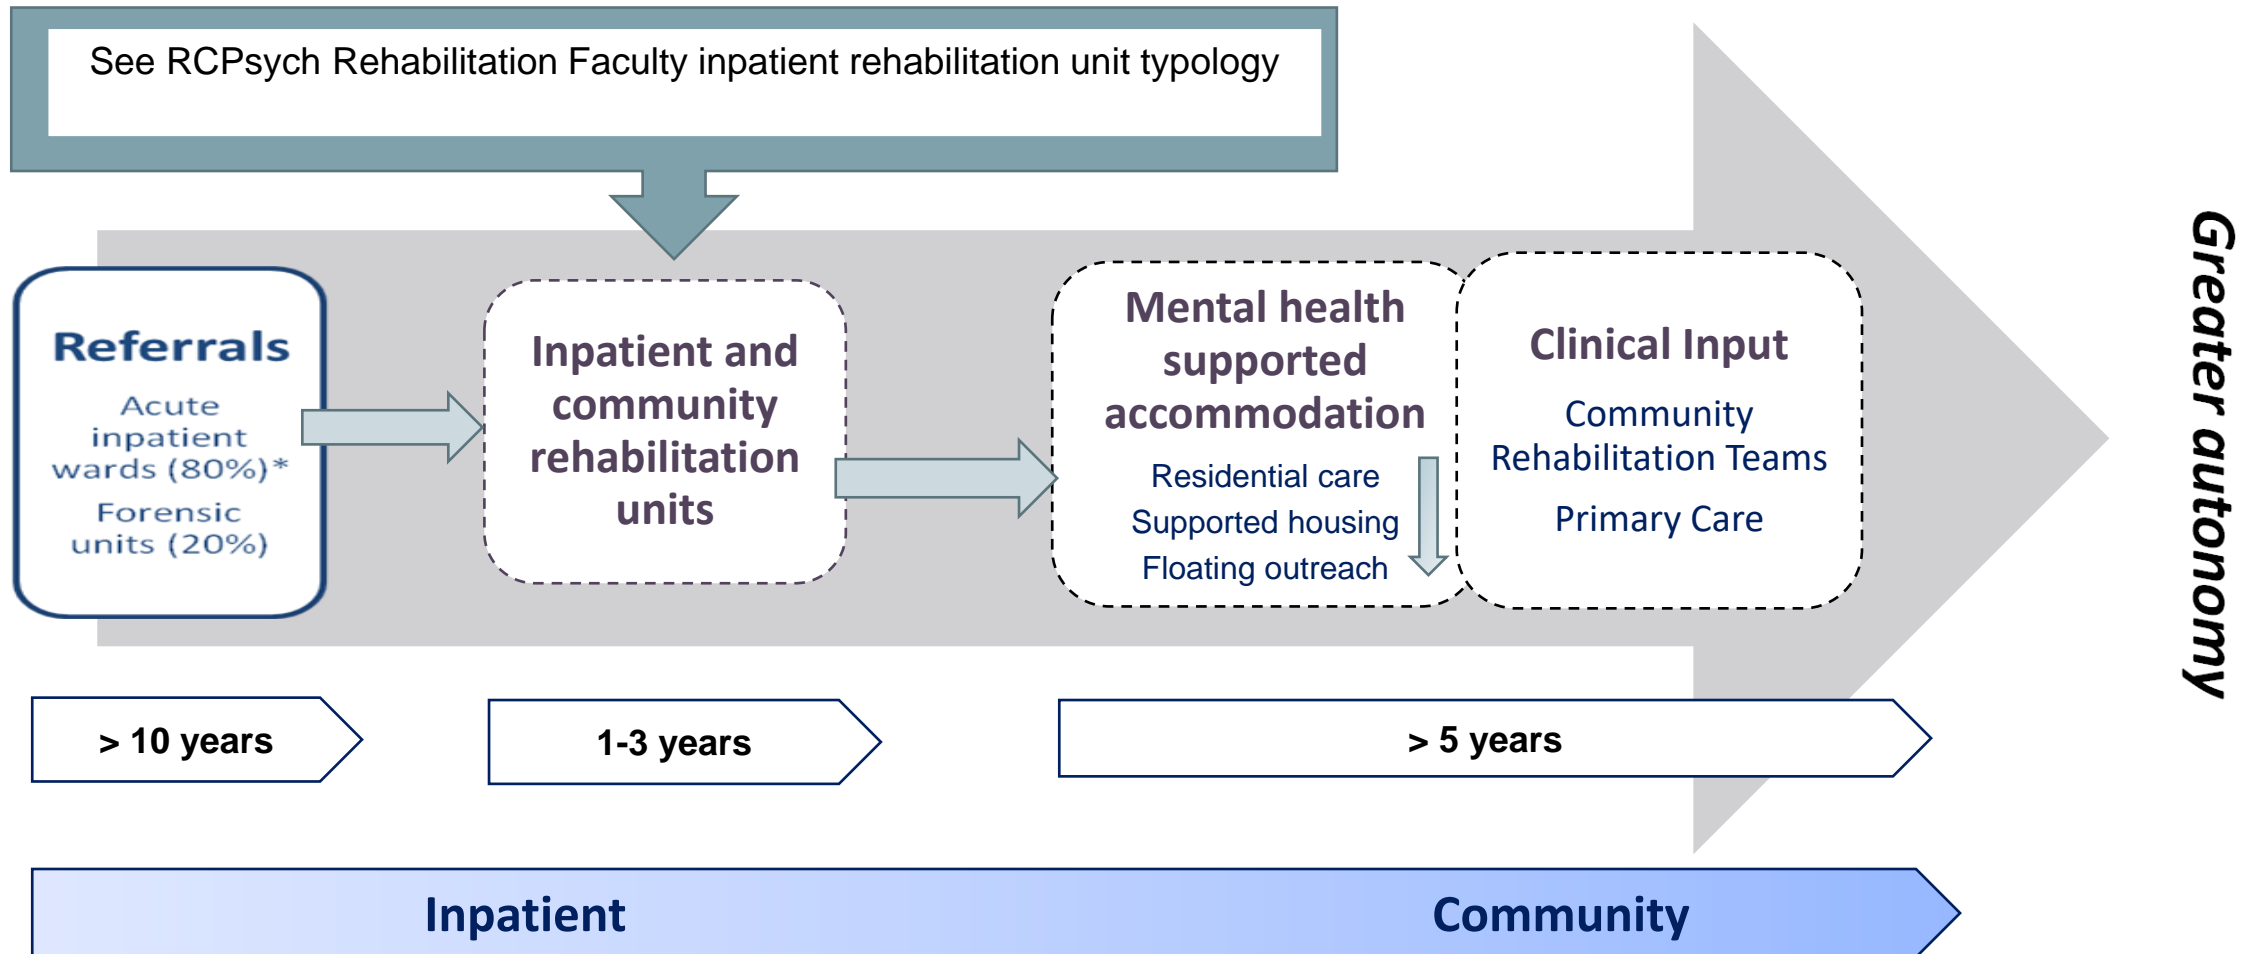 See RCPsych Rehabilitation Faculty inpatient rehabilitation unit typology
Referrals
Acute
inpatient
wards (80%)*
Forensic
units (20%)
Inpatient and
community
rehabilitation
units
Mental health
supported
accommodation
Residential care
Supported housing
Floating outreach
Clinical Input
Community
Rehabilitation Teams
Primary Care
Greater autonomy
> 10 years
1-3 years
> 5 years
Inpatient
Community